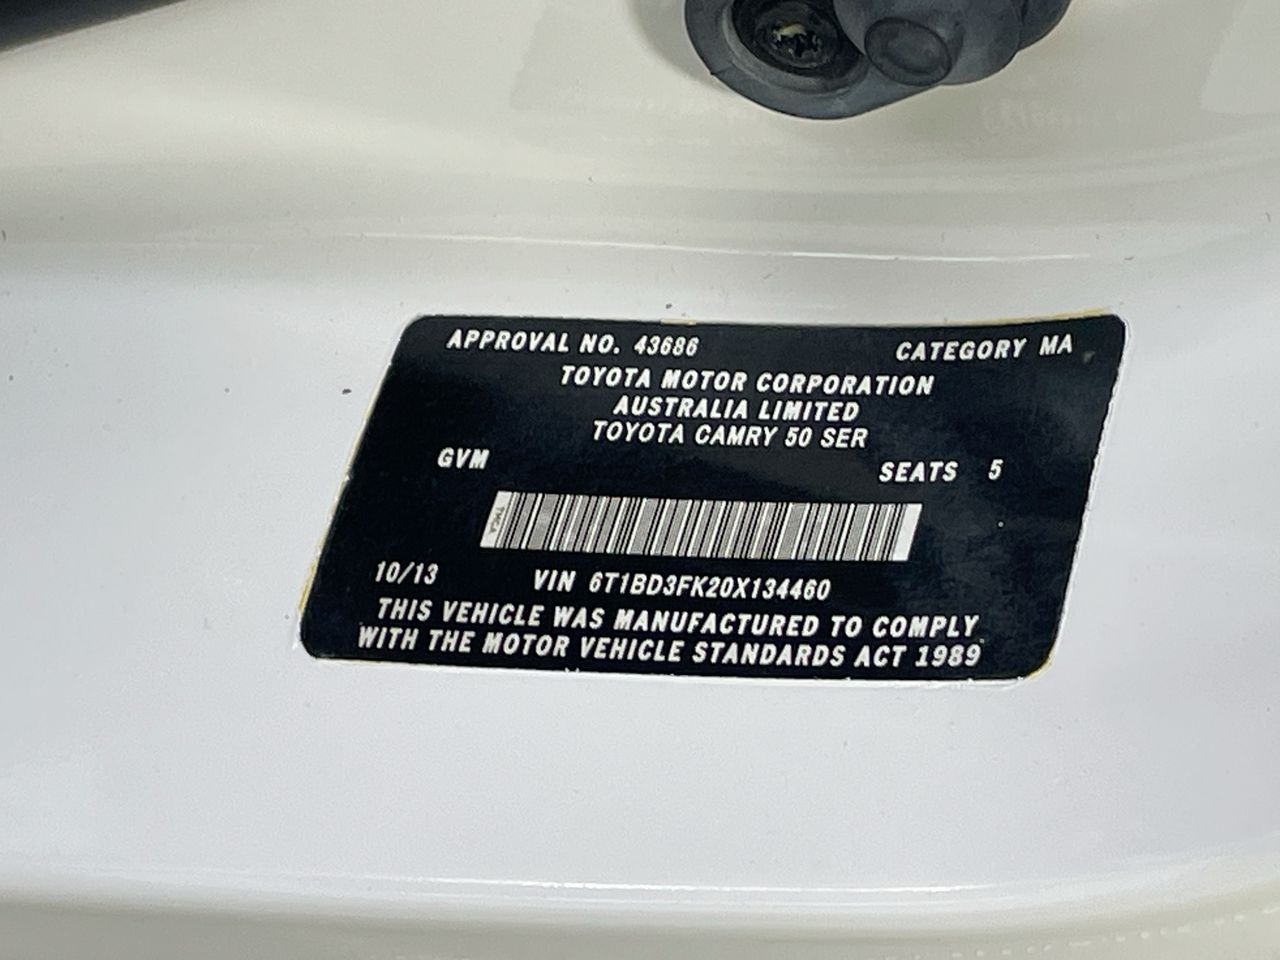 APPROVAL NO. 43686 CATEGORY MA
TOYOTA MOTOR CORPORATION
AUSTRALIA LIMITED
TOYOTA CAMRY 50 SER
GVM SEATS 5
TMCA
10/13 VIN 6T1BD3FK20X134460
THIS VEHICLE WAS MANUFACTURED TO COMPLY
WITH THE MOTOR VEHICLE STANDARDS ACT 1989